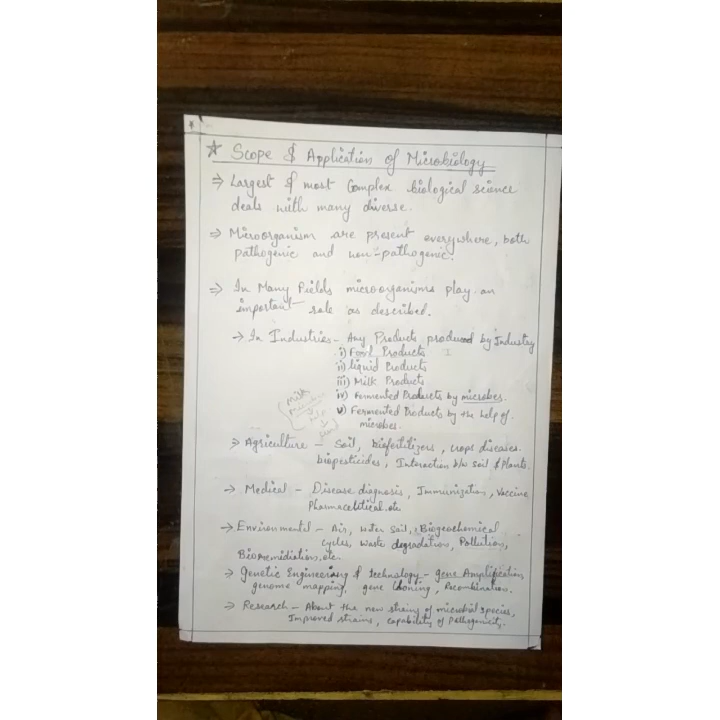 ★ Scope & Application of Microbiology
⇒ Largest & most Complex biological science
deals with many diverse.
⇒ Microorganism are present everywhere, both
pathogenic and non-pathogenic.
⇒ In Many Fields microorganisms play an
important role as described.
→ In Industries - Any Products produced by Industry
i) Food Products
ii) liquid Products
iii) Milk Products
iv) Fermented Products by microbes.
v) Fermented Products by the help of
microbes.
Milk
→ Agriculture - Soil, biofertilizers, crops diseases.
biopesticides, Interaction b/w soil & Plants.
→ Medical - Disease diagnosis, Immunization, Vaccine
Pharmacetitical.etc
→ Environmental - Air, water soil, Biogeochemical
cycles, waste degradation, Pollution,
Bioremidiation.etc
→ Genetic Engineering & technology - gene Amplification
genome mapping, gene cloning, Recombination.
→ Research - About the new strains of microbial species,
Improved strains, capability of Pathogenicity.